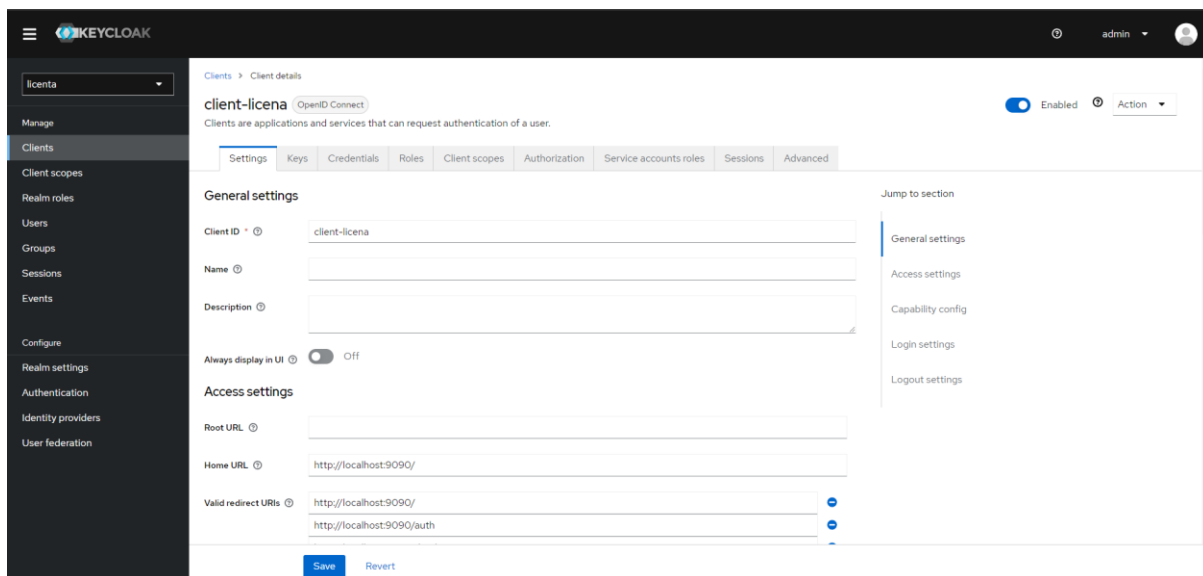 KEYCLOAK
admin
licenta
Manage
Clients
Client scopes
Realm roles
Users
Groups
Sessions
Events
Configure
Realm settings
Authentication
Identity providers
User federation
Clients > Client details
client-licena OpenID Connect
Clients are applications and services that can request authentication of a user.
Enabled Action
Settings Keys Credentials Roles Client scopes Authorization Service accounts roles Sessions Advanced
General settings
Client ID * client-licena
Name
Description
Always display in UI Off
Access settings
Root URL
Home URL http://localhost:9090/
Valid redirect URIs http://localhost:9090/
http://localhost:9090/auth
Save Revert
Jump to section
General settings
Access settings
Capability config
Login settings
Logout settings